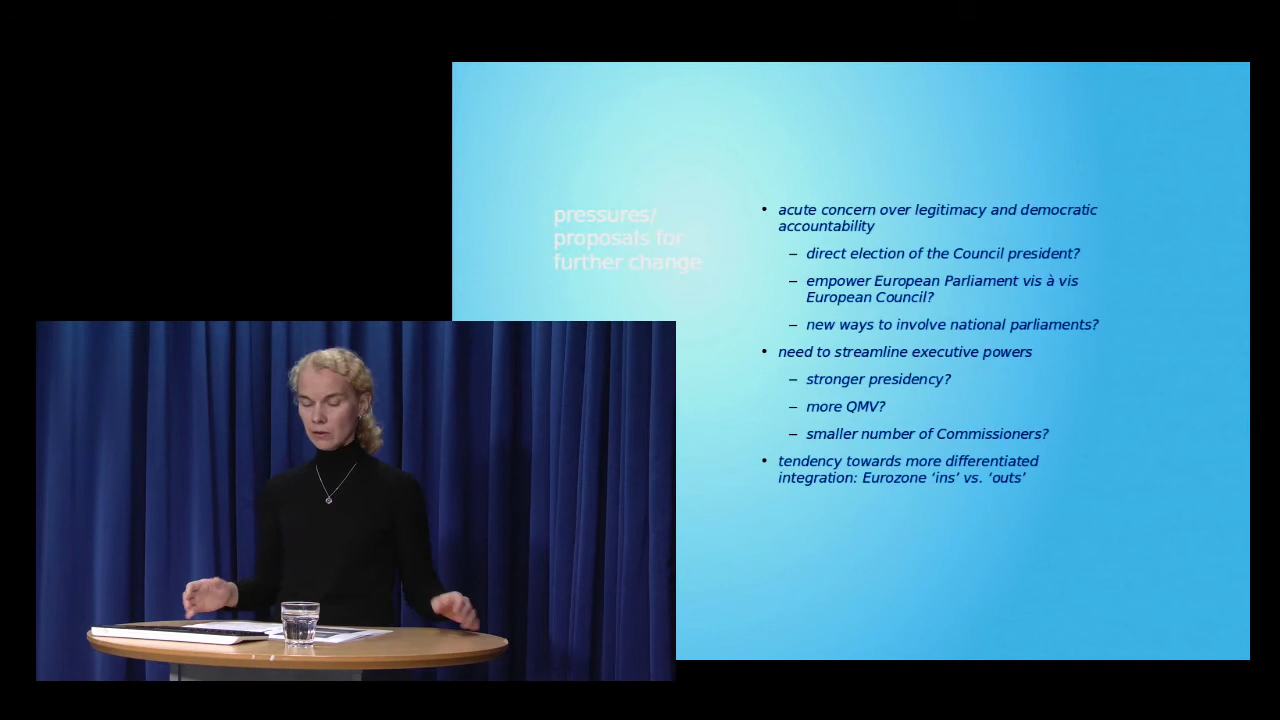 pressures/
proposals for
further change
• acute concern over legitimacy and democratic
accountability
– direct election of the Council president?
– empower European Parliament vis à vis
European Council?
– new ways to involve national parliaments?
• need to streamline executive powers
– stronger presidency?
– more QMV?
– smaller number of Commissioners?
• tendency towards more differentiated
integration: Eurozone ‘ins’ vs. ‘outs’